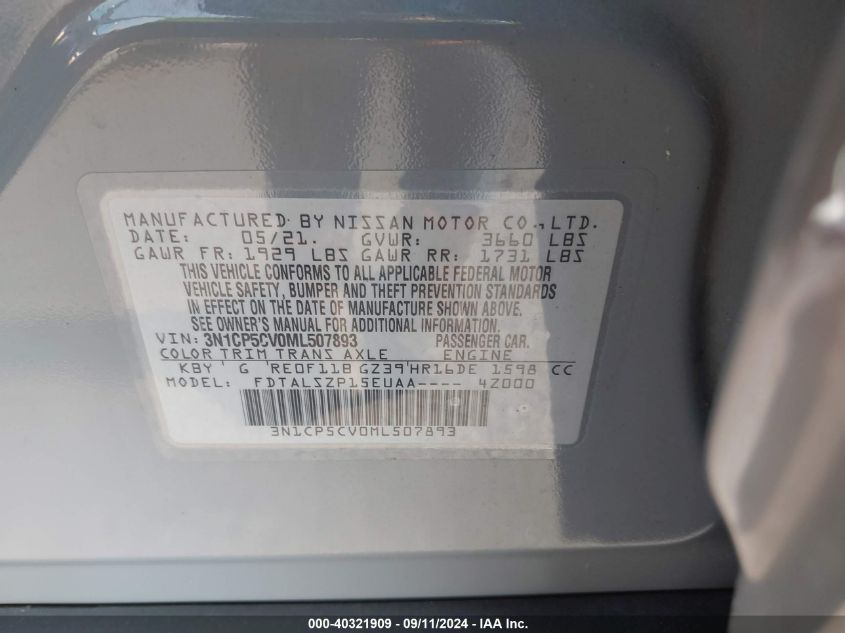 MANUFACTURED BY NISSAN MOTOR CO., LTD.
DATE: 05/21. GVWR: 3660 LBS
GAWR FR: 1929 LBS GAWR RR: 1731 LBS
THIS VEHICLE CONFORMS TO ALL APPLICABLE FEDERAL MOTOR
VEHICLE SAFETY, BUMPER AND THEFT PREVENTION STANDARDS
IN EFFECT ON THE DATE OF MANUFACTURE SHOWN ABOVE.
SEE OWNER'S MANUAL FOR ADDITIONAL INFORMATION.
VIN: 3N1CP5CV0ML507893 PASSENGER CAR.
COLOR TRIM TRANS AXLE ENGINE
KBY ' G 'RE0F11B GZ39'HR16DE 1598 CC
MODEL: FDTALSZP15EUAA---- 4Z000
3N1CP5CV0ML507893
000-40321909 - 09/11/2024 - IAA Inc.